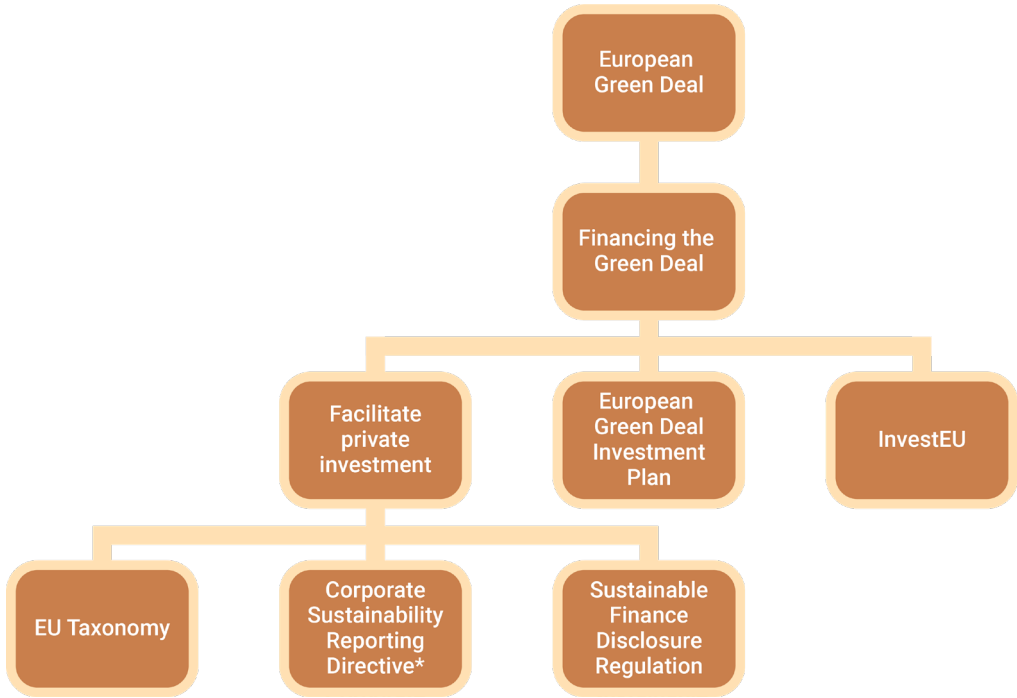 European
Green Deal
Financing the
Green Deal
Facilitate
private
investment
European
Green Deal
Investment
Plan
InvestEU
EU Taxonomy
Corporate
Sustainability
Reporting
Directive*
Sustainable
Finance
Disclosure
Regulation